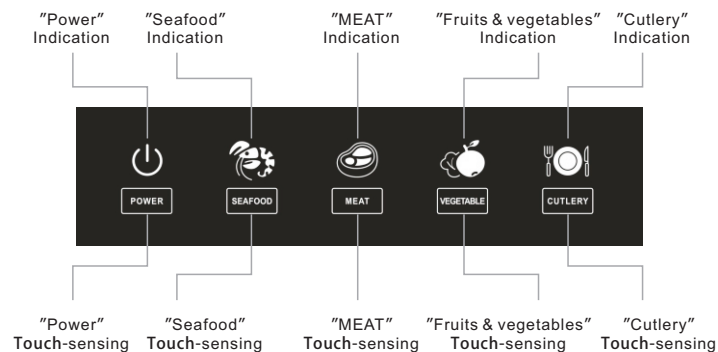 ″Power″ ″Seafood″ ″MEAT″ ″Fruits & vegetables″ ″Cutlery″
Indication Indication Indication Indication Indication
POWER SEAFOOD MEAT VEGETABLE CUTLERY
″Power″ ″Seafood″ ″MEAT″ ″Fruits & vegetables″ ″Cutlery″
Touch-sensing Touch-sensing Touch-sensing Touch-sensing Touch-sensing